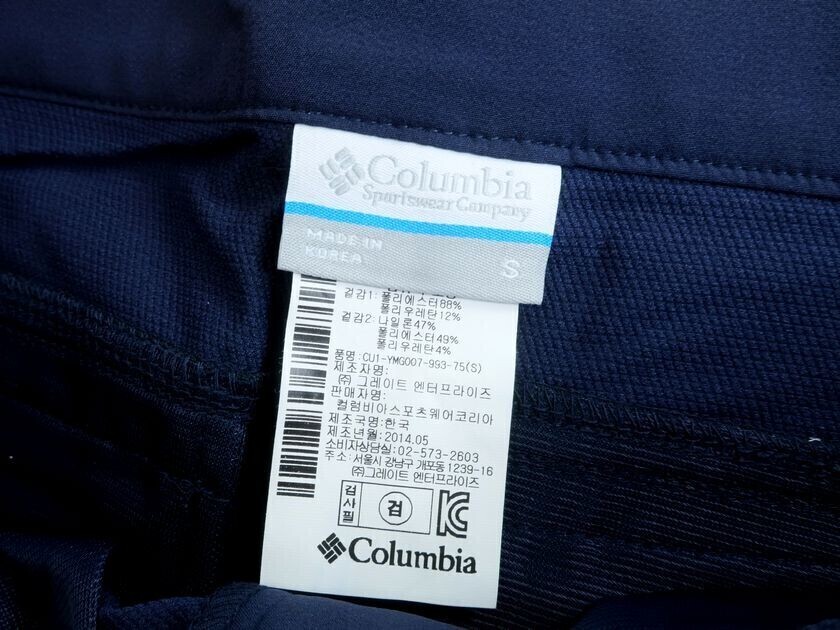 Columbia
Sportswear Company
MADE IN
KOREA
S
겉감1: 폴리에스터88%
폴리우레탄12%
겉감2: 나일론47%
폴리에스터49%
폴리우레탄4%
품명:CU1-YMG007-993-75(S)
제조자명:
㈜ 그레이트 엔터프라이즈
판매자명:
컬럼비아스포츠웨어코리아
제조국명:한국
제조년월:2014.05
소비자상담실:02-573-2603
주소:서울시 강남구 개포동 1239-16
㈜그레이트 엔터프라이즈
검사필
검
KC
Columbia